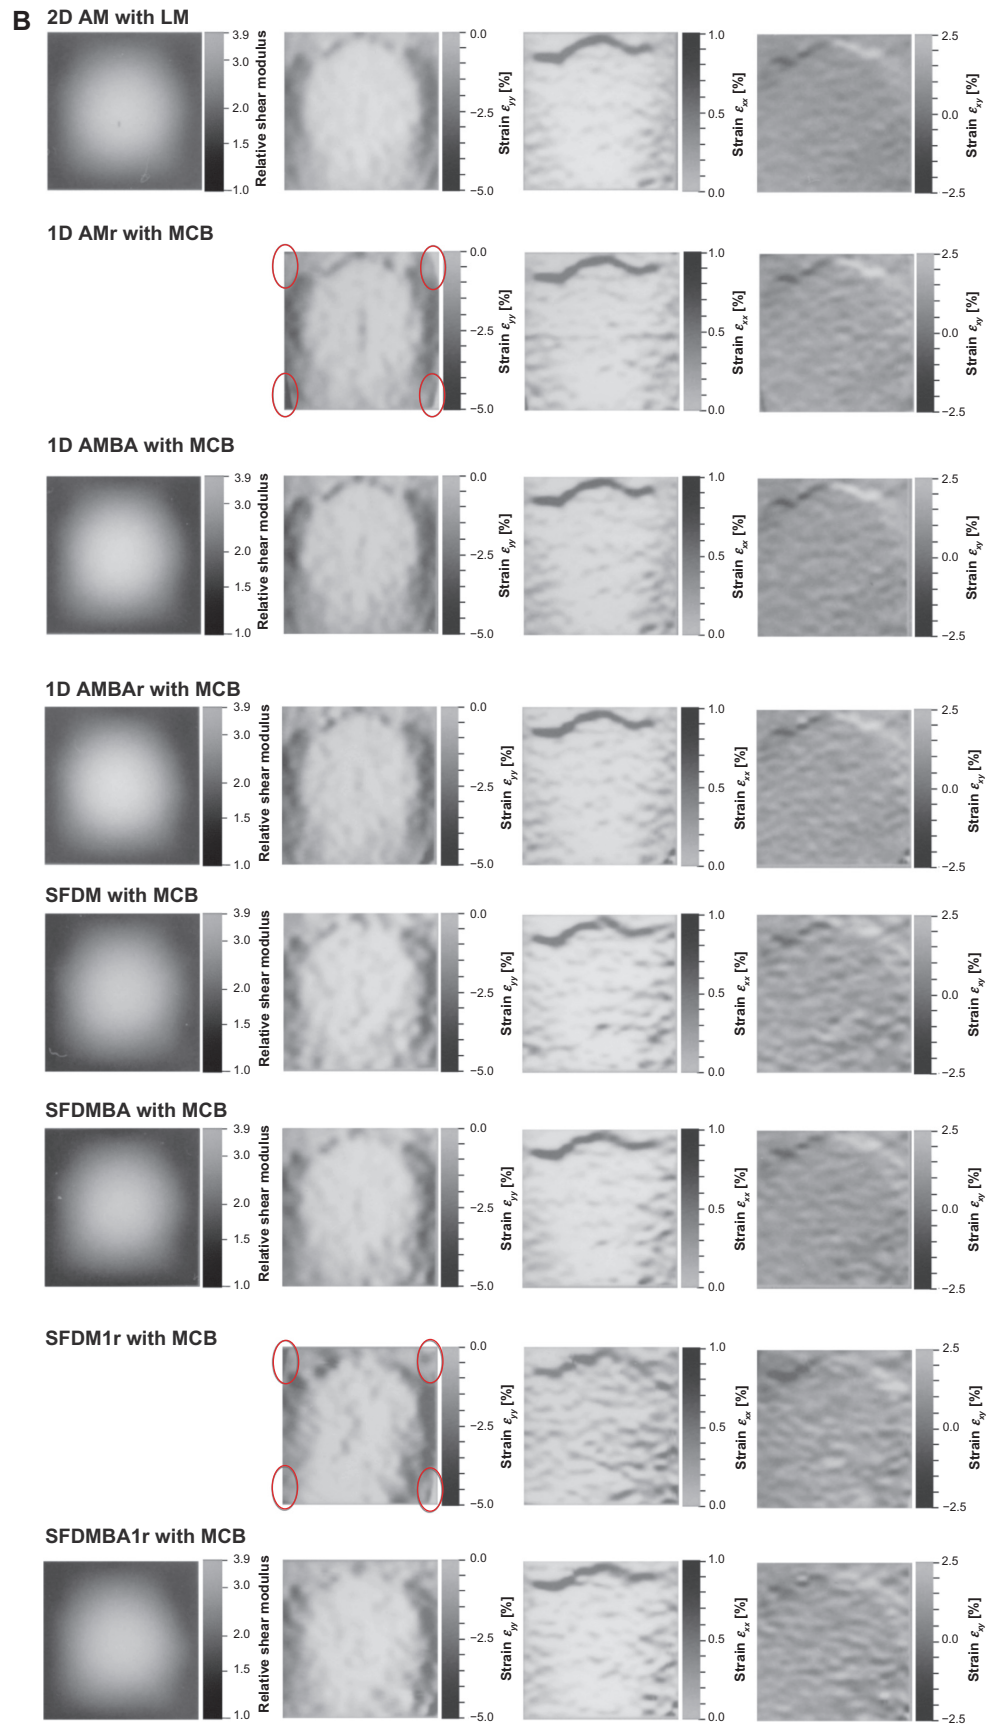 B
2D AM with LM
3.9
3.0
2.0
1.5
1.0
Relative shear modulus
0.0
−2.5
−5.0
Strain εyy [%]
1.0
0.5
0.0
Strain εxx [%]
2.5
0.0
−2.5
Strain εxy [%]
1D AMr with MCB
0.0
−2.5
−5.0
Strain εyy [%]
1.0
0.5
0.0
Strain εxx [%]
2.5
0.0
−2.5
Strain εxy [%]
1D AMBA with MCB
3.9
3.0
2.0
1.5
1.0
Relative shear modulus
0.0
−2.5
−5.0
Strain εyy [%]
1.0
0.5
0.0
Strain εxx [%]
2.5
0.0
−2.5
Strain εxy [%]
1D AMBAr with MCB
3.9
3.0
2.0
1.5
1.0
Relative shear modulus
0.0
−2.5
−5.0
Strain εyy [%]
1.0
0.5
0.0
Strain εxx [%]
2.5
0.0
−2.5
Strain εxy [%]
SFDM with MCB
3.9
3.0
2.0
1.5
1.0
Relative shear modulus
0.0
−2.5
−5.0
Strain εyy [%]
1.0
0.5
0.0
Strain εxx [%]
2.5
0.0
−2.5
Strain εxy [%]
SFDMBA with MCB
3.9
3.0
2.0
1.5
1.0
Relative shear modulus
0.0
−2.5
−5.0
Strain εyy [%]
1.0
0.5
0.0
Strain εxx [%]
2.5
0.0
−2.5
Strain εxy [%]
SFDM1r with MCB
0.0
−2.5
−5.0
Strain εyy [%]
1.0
0.5
0.0
Strain εxx [%]
2.5
0.0
−2.5
Strain εxy [%]
SFDMBA1r with MCB
3.9
3.0
2.0
1.5
1.0
Relative shear modulus
0.0
−2.5
−5.0
Strain εyy [%]
1.0
0.5
0.0
Strain εxx [%]
2.5
0.0
−2.5
Strain εxy [%]